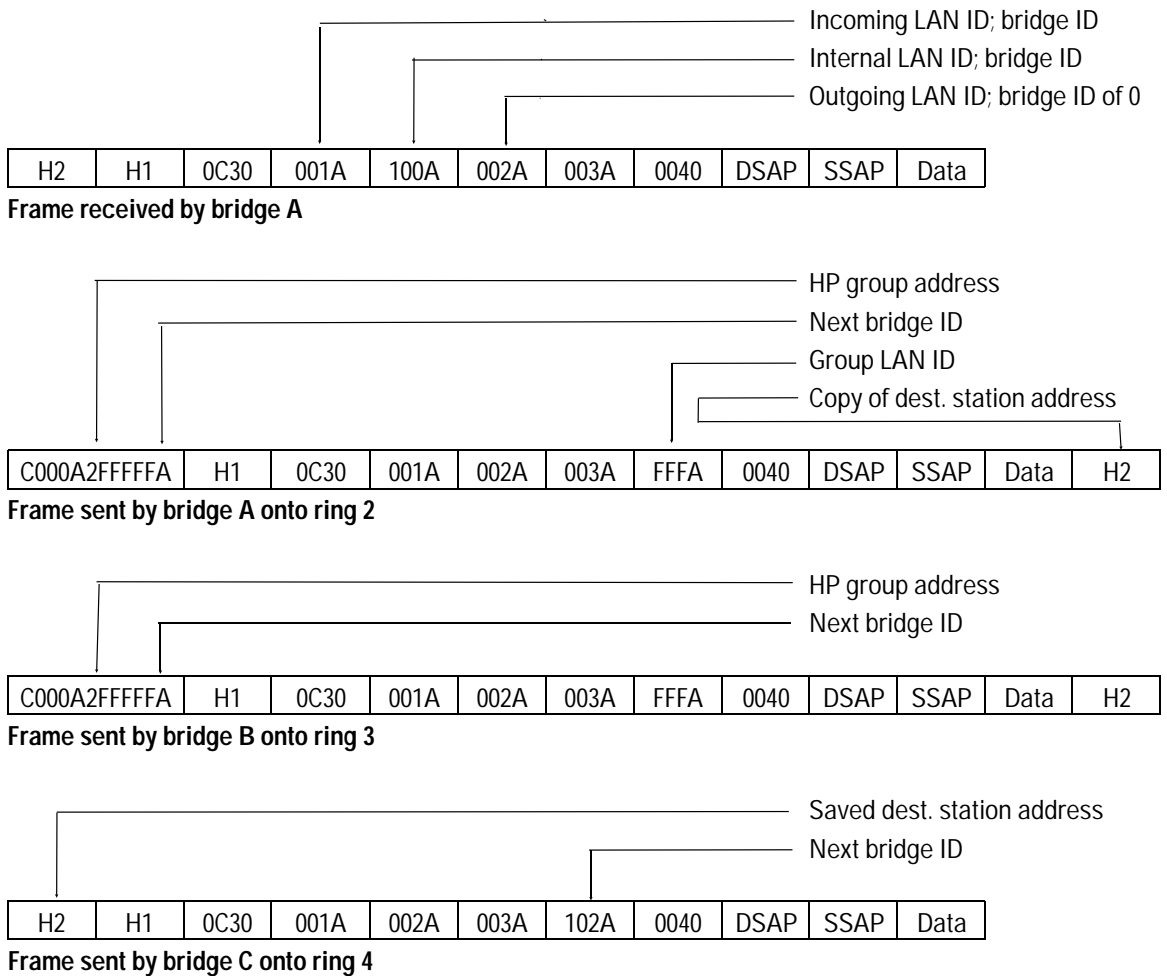 Incoming LAN ID; bridge ID
Internal LAN ID; bridge ID
Outgoing LAN ID; bridge ID of 0
H2 H1 0C30 001A 100A 002A 003A 0040 DSAP SSAP Data
Frame received by bridge A
HP group address
Next bridge ID
Group LAN ID
Copy of dest. station address
C000A2FFFFFA H1 0C30 001A 002A 003A FFFA 0040 DSAP SSAP Data H2
Frame sent by bridge A onto ring 2
HP group address
Next bridge ID
C000A2FFFFFA H1 0C30 001A 002A 003A FFFA 0040 DSAP SSAP Data H2
Frame sent by bridge B onto ring 3
Saved dest. station address
Next bridge ID
H2 H1 0C30 001A 002A 003A 102A 0040 DSAP SSAP Data
Frame sent by bridge C onto ring 4